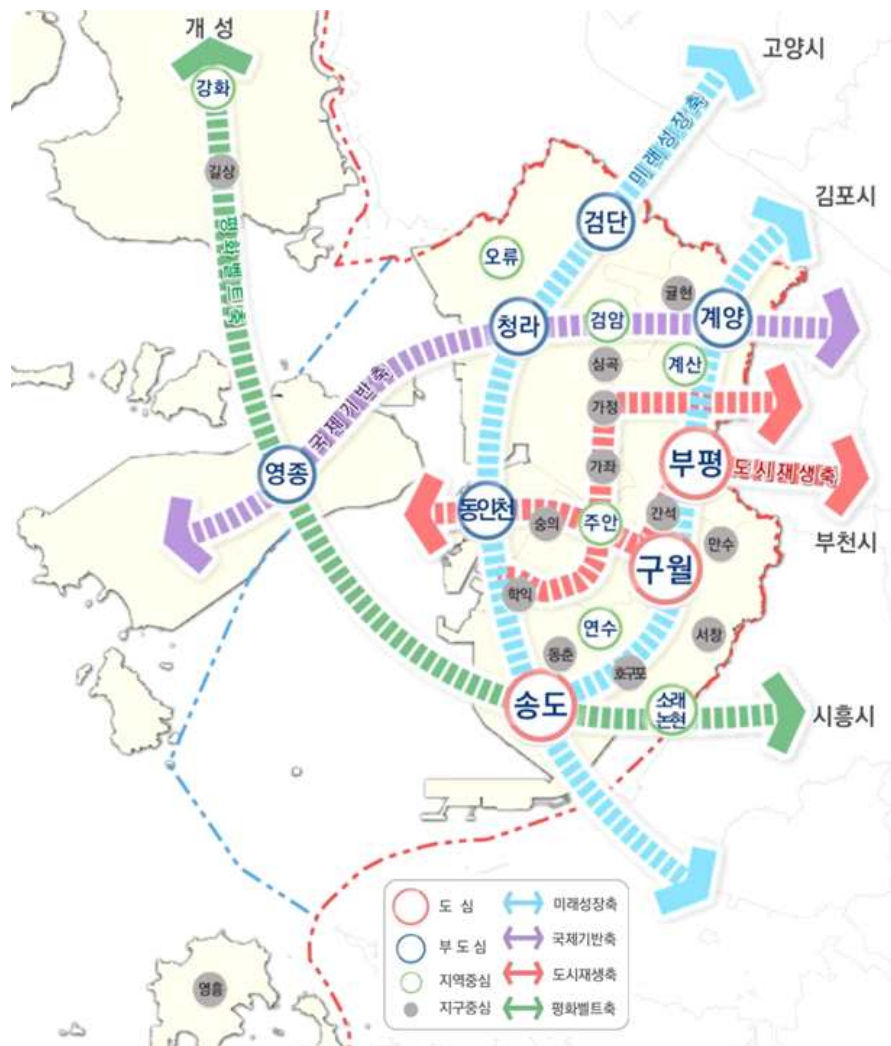 개 성
고양시
강화
미래성장축
길상
김포시
검단
평화벨트축
오류
귤현
청라
검암
계양
심곡
계산
국제기반축
가정
부평
도시재생축
가좌
영종
동인천
숭의
주안
간석
만수
부천시
구월
학익
연수
서창
동춘
호구포
송도
소래
논현
시흥시
도 심
미래성장축
부 도 심
국제기반축
지역중심
도시재생축
지구중심
평화벨트축
영흥